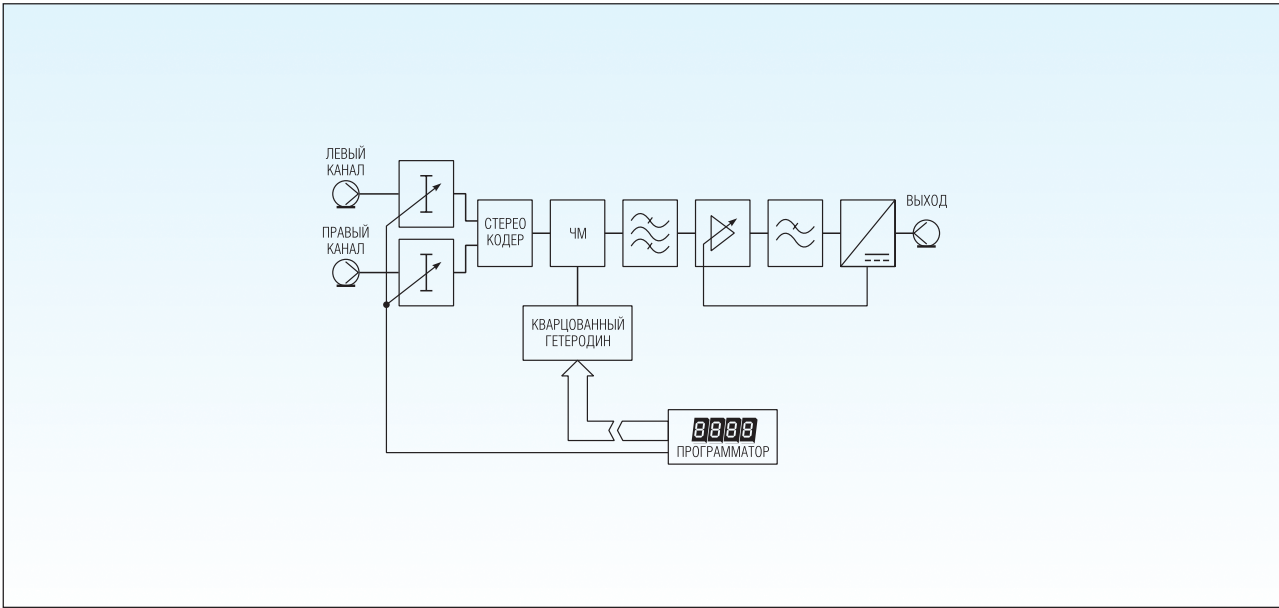 ЛЕВЫЙ
КАНАЛ
ПРАВЫЙ
КАНАЛ
СТЕРЕО
КОДЕР
ЧМ
ВЫХОД
КВАРЦОВАННЫЙ
ГЕТЕРОДИН
8888
ПРОГРАММАТОР